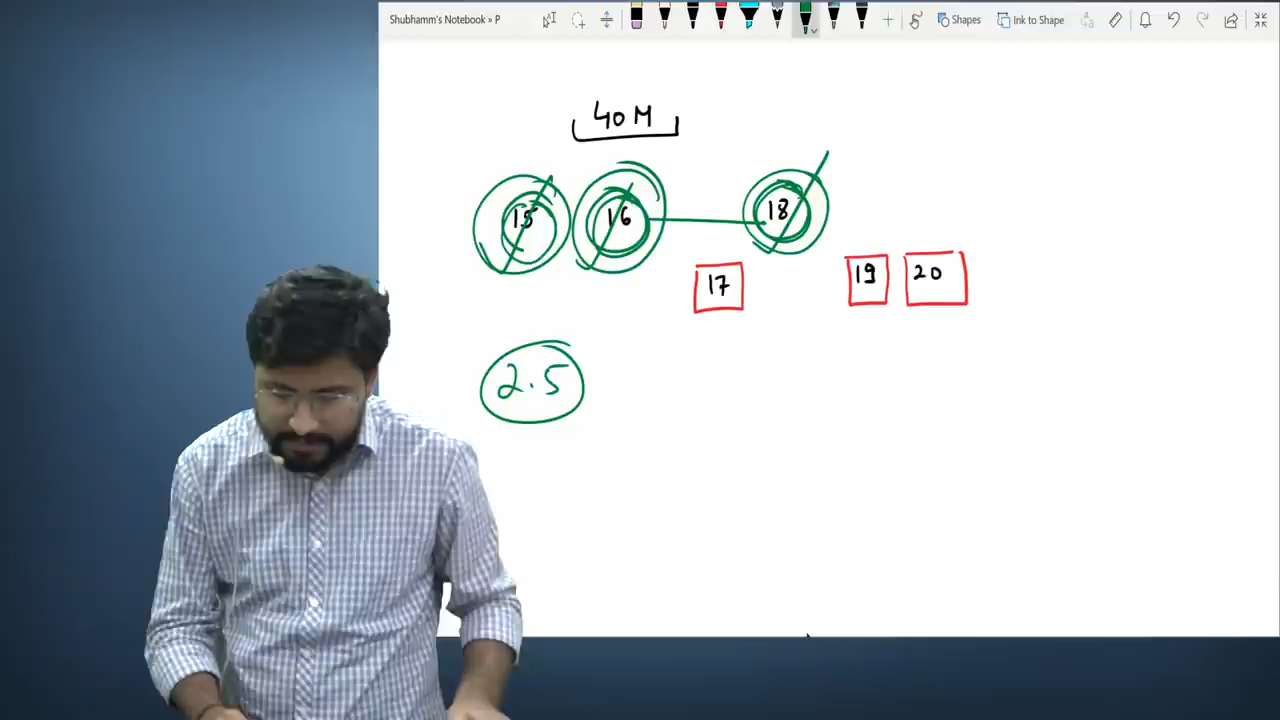 Shubhamm's Notebook » P
Shapes
Ink to Shape
40 M
15 16 18
17 19 20
2.5